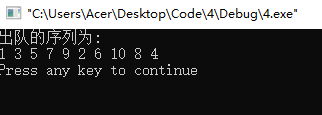 "C:\Users\Acer\Desktop\Code\4\Debug\4.exe"
出队的序列为:
1 3 5 7 9 2 6 10 8 4
Press any key to continue